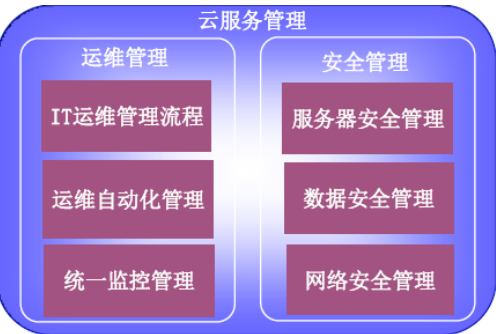 云服务管理
运维管理
IT运维管理流程
运维自动化管理
统一监控管理
安全管理
服务器安全管理
数据安全管理
网络安全管理